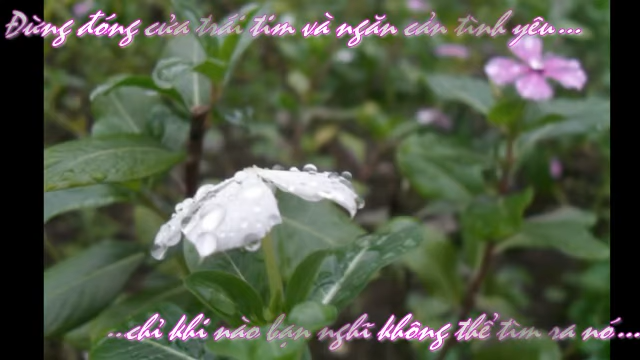 Đừng đóng cửa trái tim và ngăn cản tình yêu...
...chỉ khi nào bạn nghĩ không thể tìm ra nó...